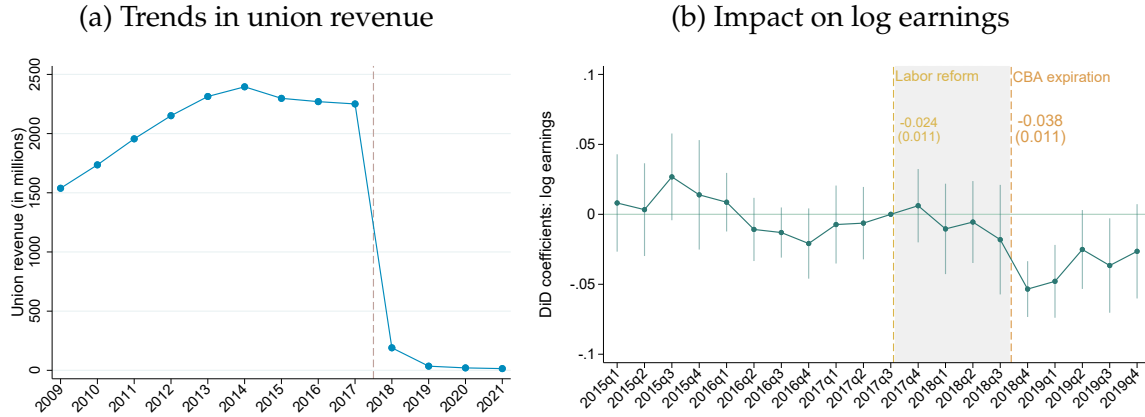 (a) Trends in union revenue
Union revenue (in millions)
2500
2000
1500
1000
500
0
2009 2010 2011 2012 2013 2014 2015 2016 2017 2018 2019 2020 2021
(b) Impact on log earnings
DiD coefficients: log earnings
.1
.05
0
-.05
-.1
Labor reform
-0.024
(0.011)
CBA expiration
-0.038
(0.011)
2015q1 2015q2 2015q3 2015q4 2016q1 2016q2 2016q3 2016q4 2017q1 2017q2 2017q3 2017q4 2018q1 2018q2 2018q3 2018q4 2019q1 2019q2 2019q3 2019q4